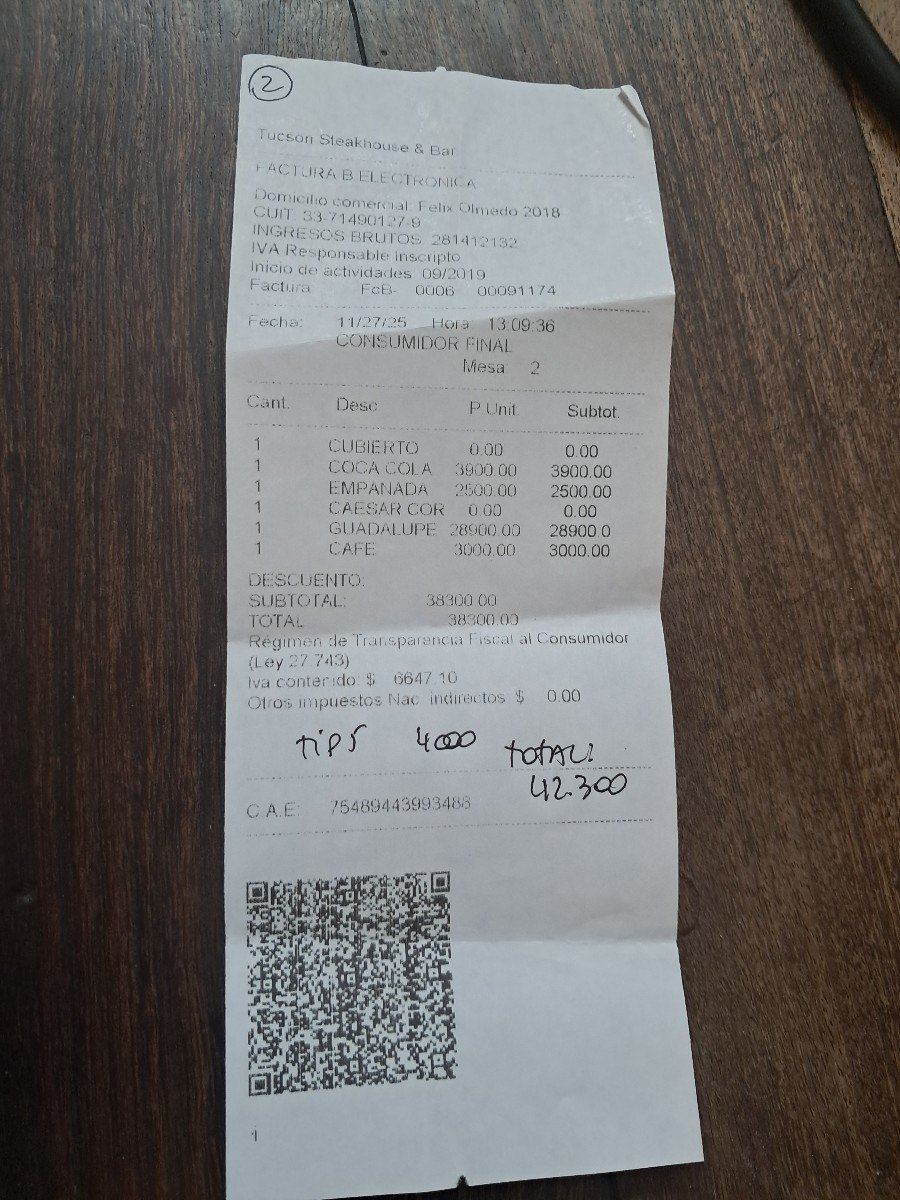 2
Tucson Steakhouse & Bar
FACTURA B ELECTRONICA
Domicilio comercial: Felix Olmedo 2018
CUIT: 33-71490127-9
INGRESOS BRUTOS: 281412132
IVA Responsable Inscripto
Inicio de actividades: 09/2019
Factura FcB- 0006 00091174
Fecha: 11/27/25 Hora: 13:09:36
CONSUMIDOR FINAL
Mesa 2
Cant. Desc P.Unit. Subtot.
1 CUBIERTO 0.00 0.00
1 COCA COLA 3900.00 3900.00
1 EMPANADA 2500.00 2500.00
1 CAESAR COR 0.00 0.00
1 GUADALUPE 28900.00 28900.0
1 CAFE 3000.00 3000.00
DESCUENTO:
SUBTOTAL: 38300.00
TOTAL 38300.00
Régimen de Transparencia Fiscal al Consumidor
(Ley 27.743)
Iva contenido: $ 6647.10
Otros impuestos Nac. indirectos $ 0.00
TIPS 4000
TOTAL:
42.300
C.A.E: 75489443993488